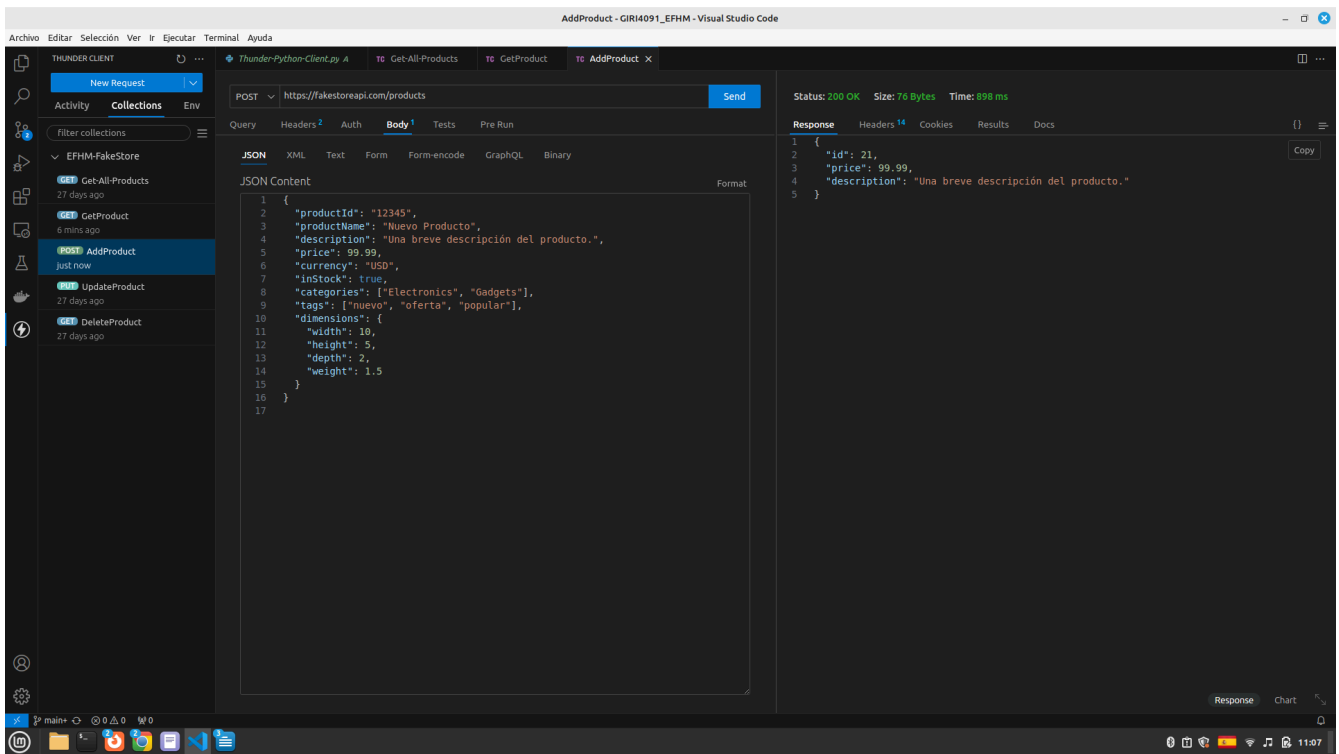 AddProduct - GIRI4091_EFHM - Visual Studio Code
Archivo Editar Selección Ver Ir Ejecutar Terminal Ayuda
THUNDER CLIENT
New Request
Activity Collections Env
filter collections
EFHM-FakeStore
GET Get-All-Products
27 days ago
GET GetProduct
6 mins ago
POST AddProduct
just now
PUT UpdateProduct
27 days ago
GET DeleteProduct
27 days ago
Thunder-Python-Client.py A
TC Get-All-Products
TC GetProduct
TC AddProduct
POST https://fakestoreapi.com/products Send
Query Headers 2 Auth Body 1 Tests Pre Run
JSON XML Text Form Form-encode GraphQL Binary
JSON Content Format
1 {
2 "productId": "12345",
3 "productName": "Nuevo Producto",
4 "description": "Una breve descripción del producto.",
5 "price": 99.99,
6 "currency": "USD",
7 "inStock": true,
8 "categories": ["Electronics", "Gadgets"],
9 "tags": ["nuevo", "oferta", "popular"],
10 "dimensions": {
11 "width": 10,
12 "height": 5,
13 "depth": 2,
14 "weight": 1.5
15 }
16 }
17
Status: 200 OK Size: 76 Bytes Time: 898 ms
Response Headers 14 Cookies Results Docs {}
Copy
1 {
2 "id": 21,
3 "price": 99.99,
4 "description": "Una breve descripción del producto."
5 }
Response Chart
main+ 0 0 0
11:07